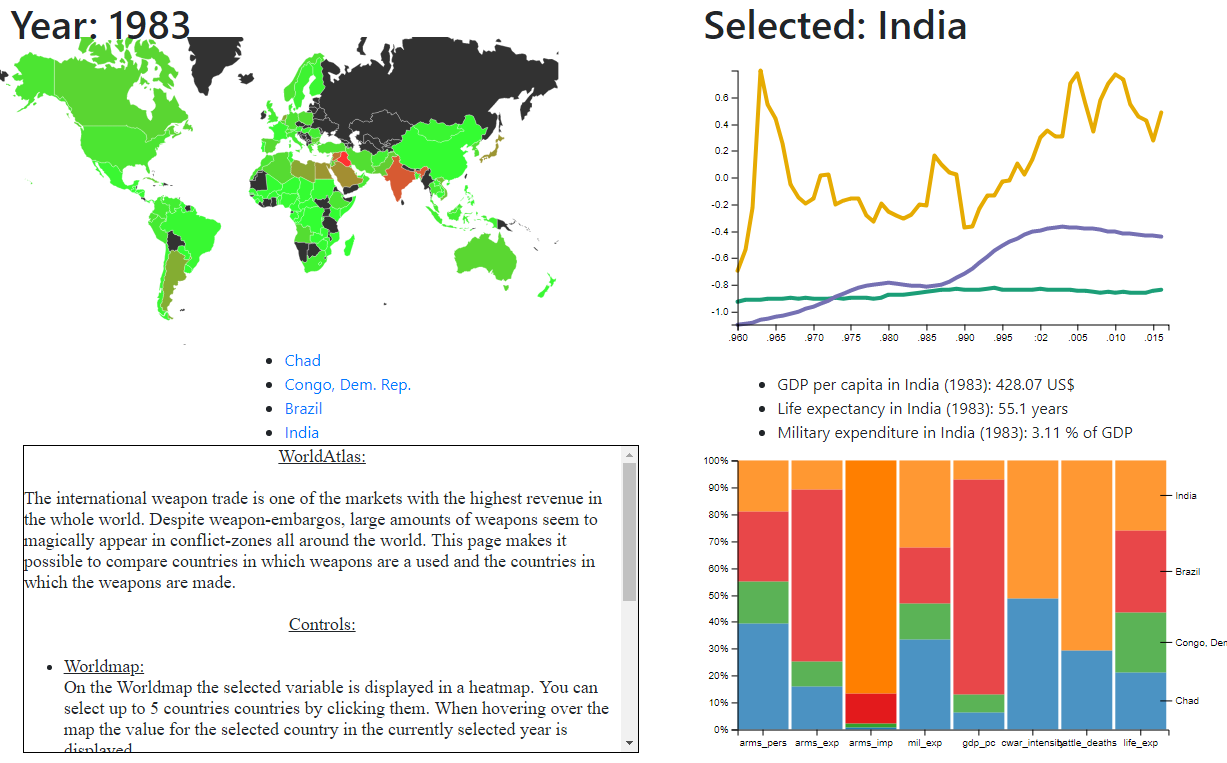 Year: 1983
Chad
Congo, Dem. Rep.
Brazil
India
WorldAtlas:
The international weapon trade is one of the markets with the highest revenue in
the whole world. Despite weapon-embargos, large amounts of weapons seem to
magically appear in conflict-zones all around the world. This page makes it
possible to compare countries in which weapons are a used and the countries in
which the weapons are made.
Controls:
Worldmap:
On the Worldmap the selected variable is displayed in a heatmap. You can
select up to 5 countries countries by clicking them. When hovering over the
map the value for the selected country in the currently selected year is
displayed
Selected: India
0.6
0.4
0.2
0.0
-0.2
-0.4
-0.6
-0.8
-1.0
.960 .965 .970 .975 .980 .985 .990 .995 :02 .005 .010 .015
GDP per capita in India (1983): 428.07 US$
Life expectancy in India (1983): 55.1 years
Military expenditure in India (1983): 3.11 % of GDP
100%
90%
80%
70%
60%
50%
40%
30%
20%
10%
0%
India
Brazil
Congo, Der
Chad
arms_pers arms_exp arms_imp mil_exp gdp_pc cwar_intensity battle_deaths life_exp